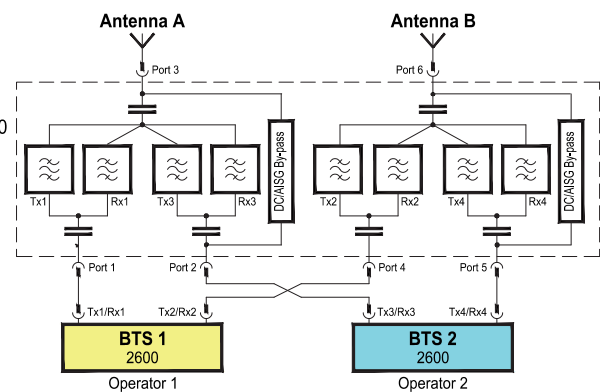 Antenna A
Antenna B
Port 3
Port 6
0
DC/AISG By-pass
DC/AISG By-pass
Tx1
Rx1
Tx3
Rx3
Tx2
Rx2
Tx4
Rx4
Port 1
Port 2
Port 4
Port 5
Tx1/Rx1
Tx2/Rx2
Tx3/Rx3
Tx4/Rx4
BTS 1
2600
BTS 2
2600
Operator 1
Operator 2